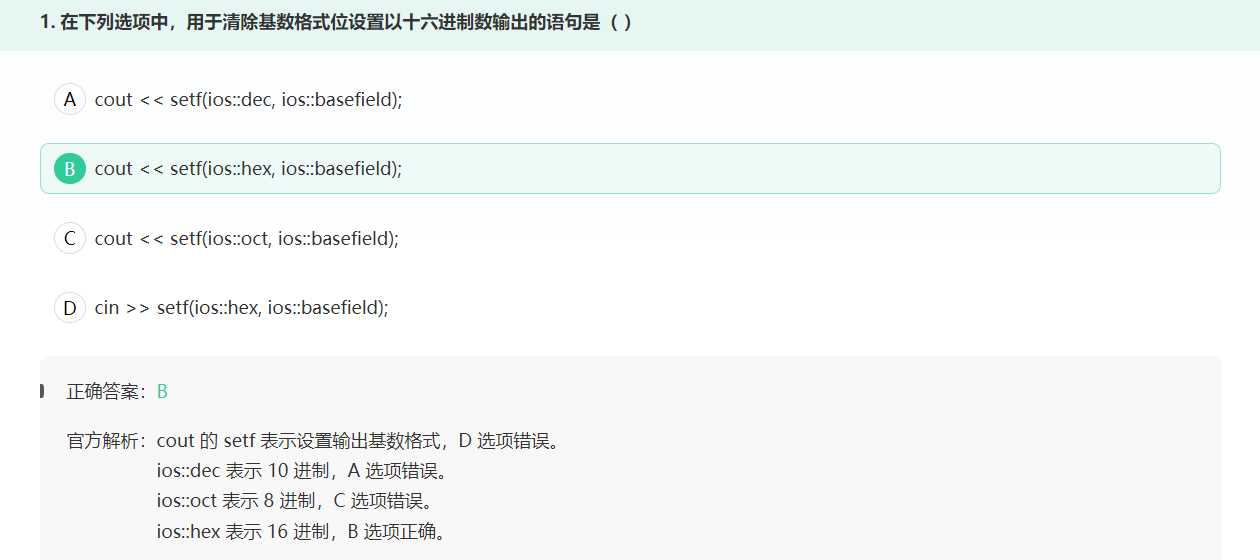 1. 在下列选项中，用于清除基数格式位设置以十六进制数输出的语句是（ ）
A cout << setf(ios::dec, ios::basefield);
B cout << setf(ios::hex, ios::basefield);
C cout << setf(ios::oct, ios::basefield);
D cin >> setf(ios::hex, ios::basefield);
正确答案：B
官方解析：cout 的 setf 表示设置输出基数格式，D 选项错误。
ios::dec 表示 10 进制，A 选项错误。
ios::oct 表示 8 进制，C 选项错误。
ios::hex 表示 16 进制，B 选项正确。